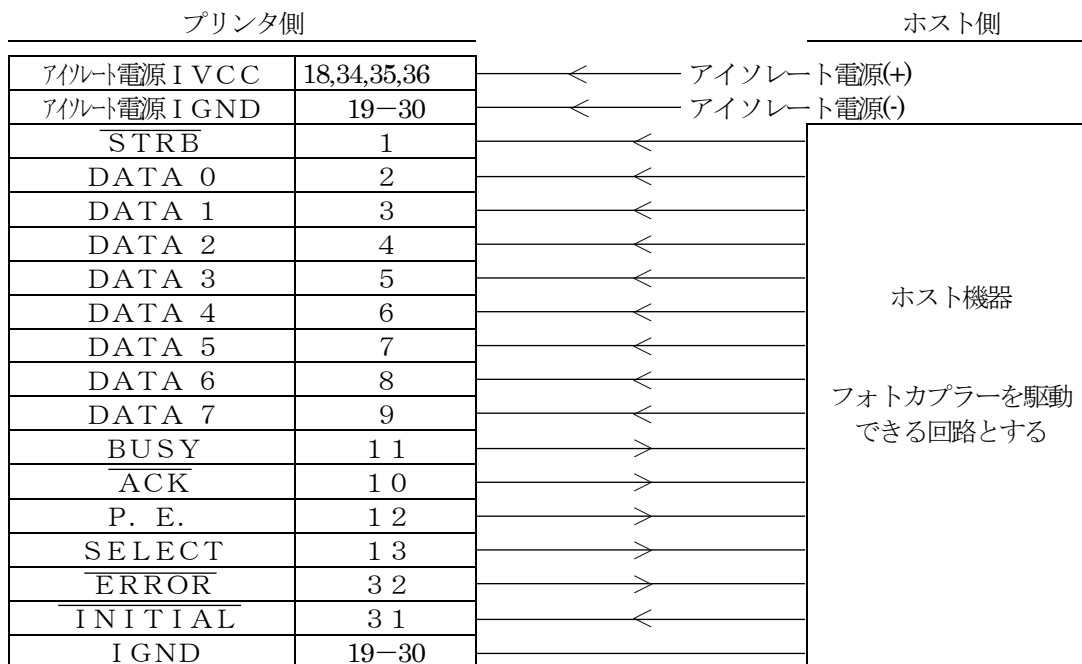 プリンタ側 ホスト側
アイソレート電源ＩＶＣＣ 18,34,35,36 アイソレート電源(+)
アイソレート電源ＩＧＮＤ 19－30 アイソレート電源(-)
ＳＴＲＢ １
ＤＡＴＡ ０ ２
ＤＡＴＡ １ ３
ＤＡＴＡ ２ ４
ＤＡＴＡ ３ ５
ＤＡＴＡ ４ ６
ＤＡＴＡ ５ ７
ＤＡＴＡ ６ ８
ＤＡＴＡ ７ ９
ＢＵＳＹ １１
ＡＣＫ １０
Ｐ．Ｅ． １２
ＳＥＬＥＣＴ １３
ＥＲＲＯＲ ３２
ＩＮＩＴＩＡＬ ３１
ＩＧＮＤ 19－30
ホスト機器
フォトカプラーを駆動
できる回路とする